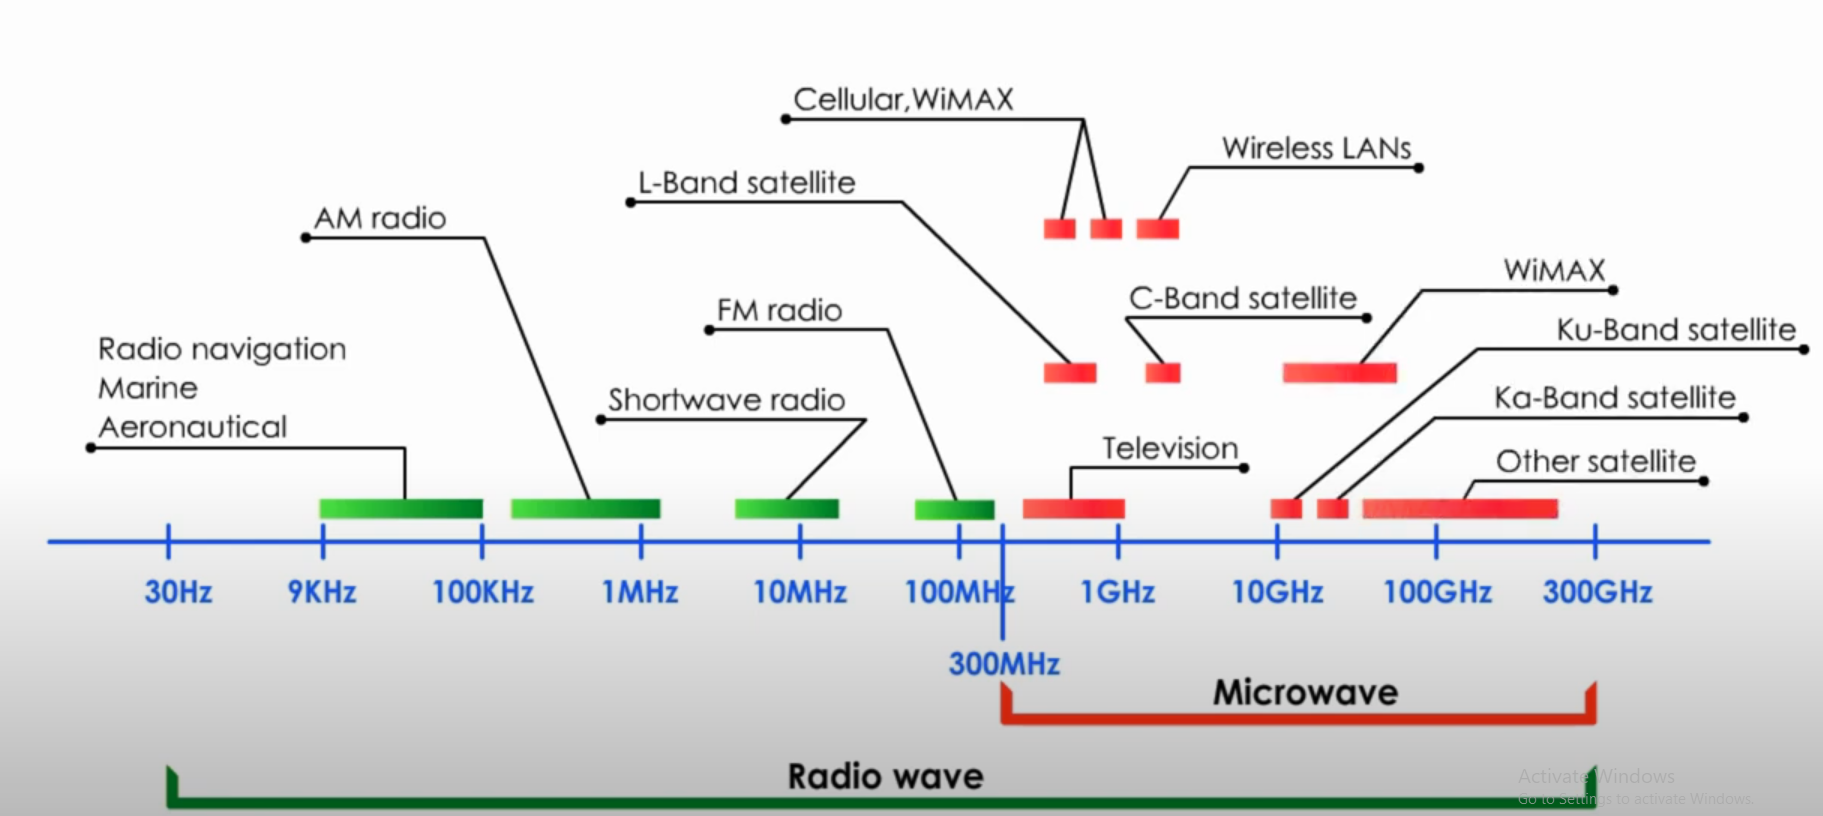 Cellular,WiMAX
Wireless LANs
L-Band satellite
AM radio
WiMAX
C-Band satellite
FM radio
Ku-Band satellite
Radio navigation
Marine
Aeronautical
Shortwave radio
Ka-Band satellite
Television
Other satellite
30Hz 9KHz 100KHz 1MHz 10MHz 100MHz 1GHz 10GHz 100GHz 300GHz
300MHz
Microwave
Radio wave
Activate Windows
Go to Settings to activate Windows.